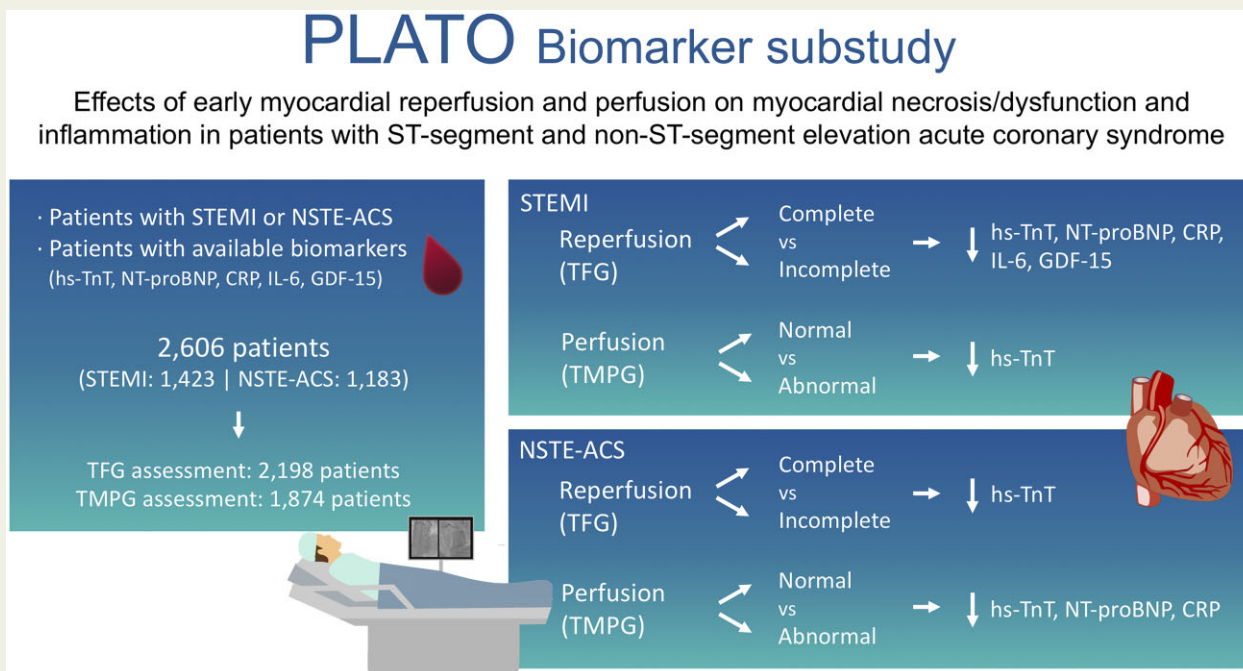 PLATO Biomarker substudy
Effects of early myocardial reperfusion and perfusion on myocardial necrosis/dysfunction and
inflammation in patients with ST-segment and non-ST-segment elevation acute coronary syndrome
· Patients with STEMI or NSTE-ACS
· Patients with available biomarkers
(hs-TnT, NT-proBNP, CRP, IL-6, GDF-15)
2,606 patients
(STEMI: 1,423 | NSTE-ACS: 1,183)
TFG assessment: 2,198 patients
TMPG assessment: 1,874 patients
STEMI
Reperfusion
(TFG)
Complete
vs
Incomplete
hs-TnT, NT-proBNP, CRP,
IL-6, GDF-15
Perfusion
(TMPG)
Normal
vs
Abnormal
hs-TnT
NSTE-ACS
Reperfusion
(TFG)
Complete
vs
Incomplete
hs-TnT
Perfusion
(TMPG)
Normal
vs
Abnormal
hs-TnT, NT-proBNP, CRP